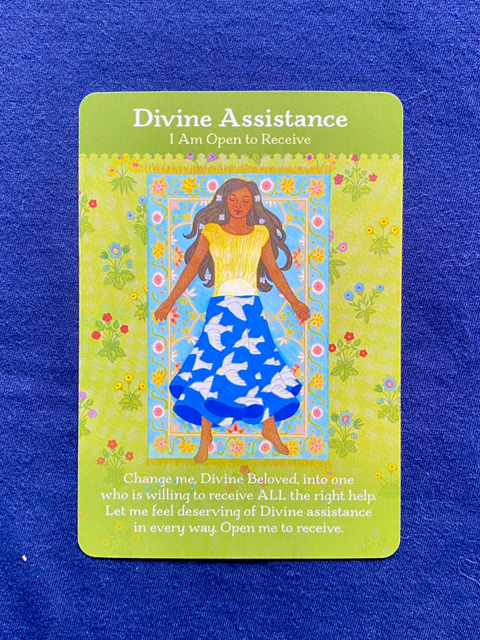 Divine Assistance
I Am Open to Receive
Change me, Divine Beloved, into one
who is willing to receive ALL the right help.
Let me feel deserving of Divine assistance
in every way. Open me to receive.